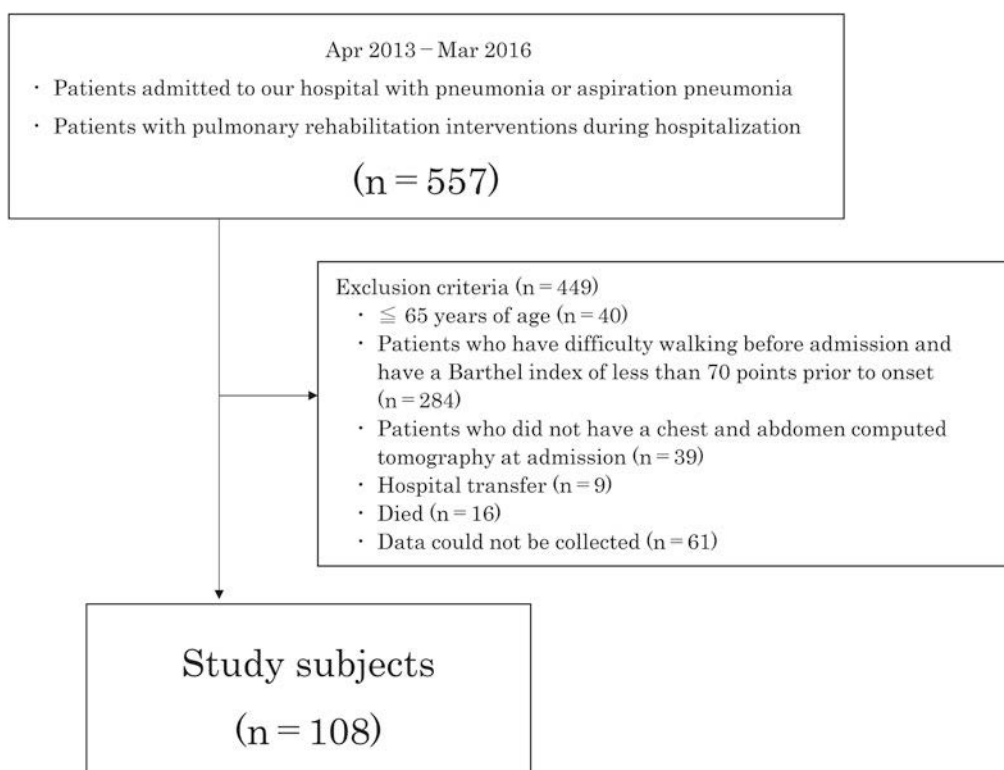 Apr 2013 – Mar 2016
・ Patients admitted to our hospital with pneumonia or aspiration pneumonia
・ Patients with pulmonary rehabilitation interventions during hospitalization
(n = 557)
Exclusion criteria (n = 449)
・ ≦ 65 years of age (n = 40)
・ Patients who have difficulty walking before admission and
have a Barthel index of less than 70 points prior to onset
(n = 284)
・ Patients who did not have a chest and abdomen computed
tomography at admission (n = 39)
・ Hospital transfer (n = 9)
・ Died (n = 16)
・ Data could not be collected (n = 61)
Study subjects
(n = 108)